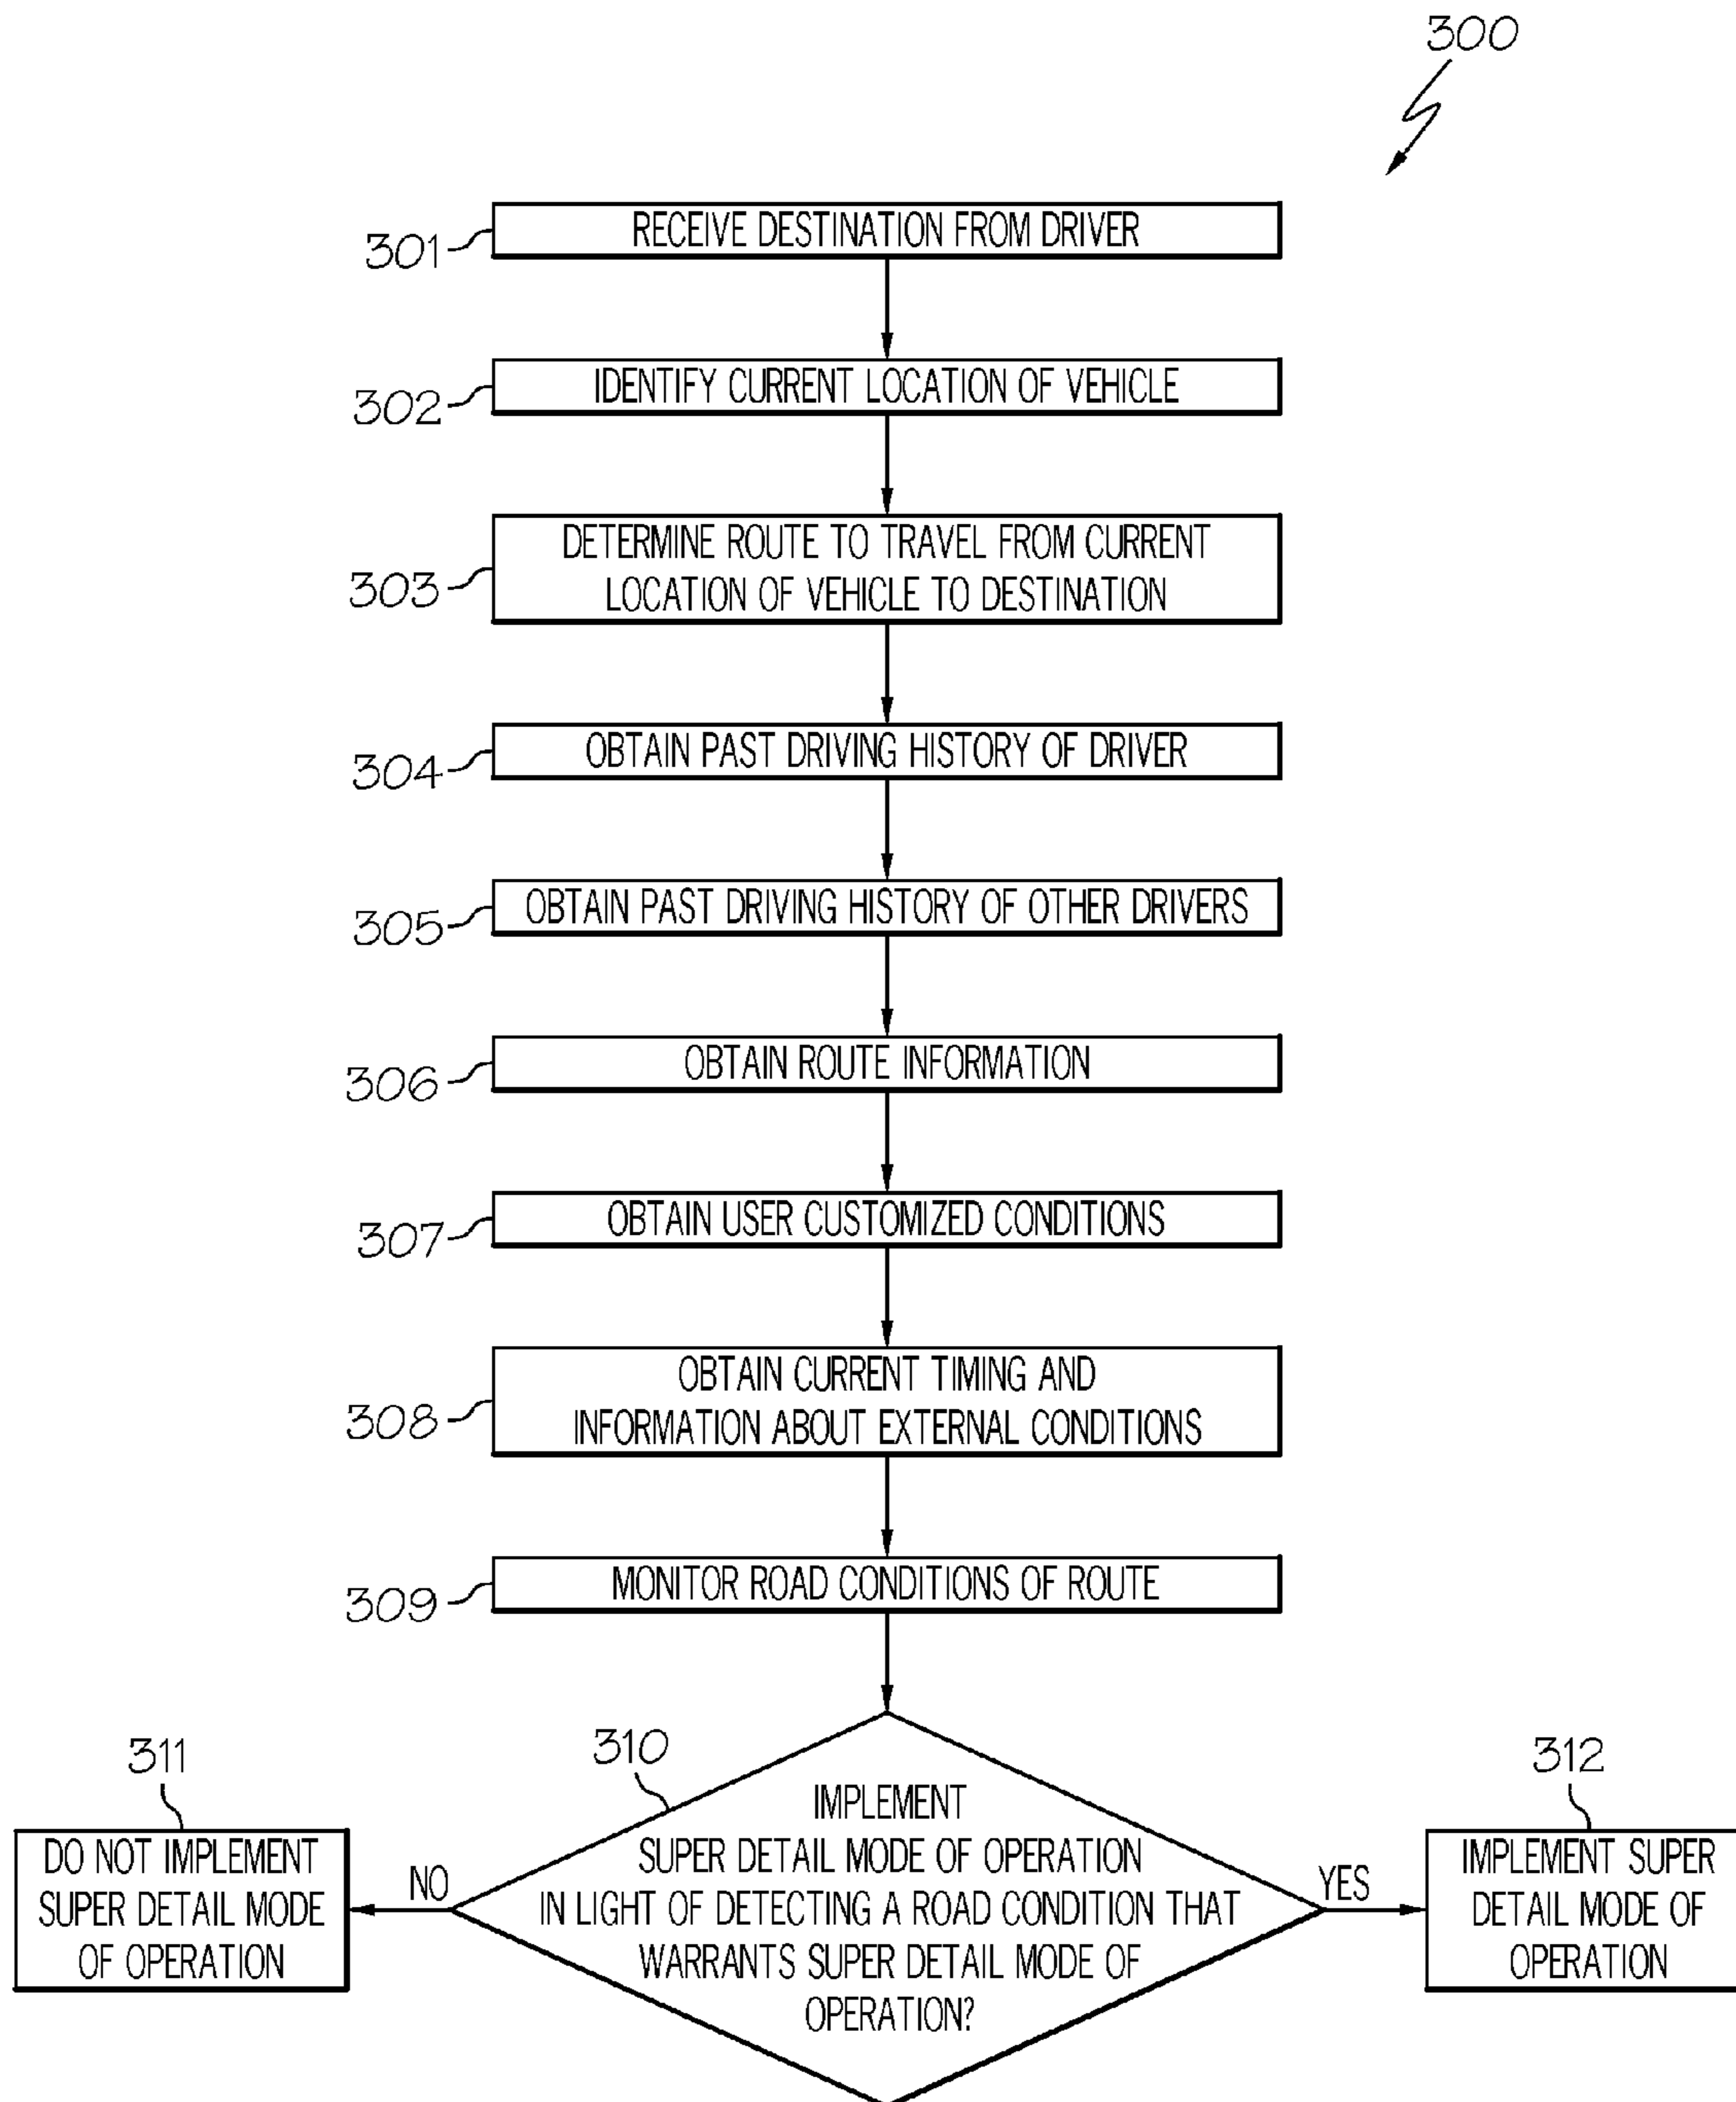 300
301
RECEIVE DESTINATION FROM DRIVER
302
IDENTIFY CURRENT LOCATION OF VEHICLE
303
DETERMINE ROUTE TO TRAVEL FROM CURRENT
LOCATION OF VEHICLE TO DESTINATION
304
OBTAIN PAST DRIVING HISTORY OF DRIVER
305
OBTAIN PAST DRIVING HISTORY OF OTHER DRIVERS
306
OBTAIN ROUTE INFORMATION
307
OBTAIN USER CUSTOMIZED CONDITIONS
308
OBTAIN CURRENT TIMING AND
INFORMATION ABOUT EXTERNAL CONDITIONS
309
MONITOR ROAD CONDITIONS OF ROUTE
311
DO NOT IMPLEMENT
SUPER DETAIL MODE
OF OPERATION
NO
310
IMPLEMENT
SUPER DETAIL MODE OF OPERATION
IN LIGHT OF DETECTING A ROAD CONDITION THAT
WARRANTS SUPER DETAIL MODE OF
OPERATION?
YES
312
IMPLEMENT SUPER
DETAIL MODE OF
OPERATION